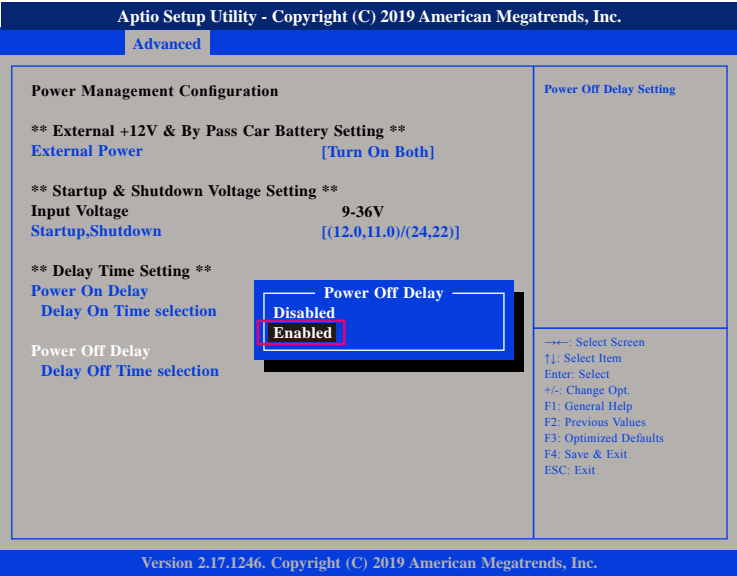 Aptio Setup Utility - Copyright (C) 2019 American Megatrends, Inc.
Advanced
Power Management Configuration
** External +12V & By Pass Car Battery Setting **
External Power [Turn On Both]
** Startup & Shutdown Voltage Setting **
Input Voltage 9-36V
Startup,Shutdown [(12.0,11.0)/(24,22)]
** Delay Time Setting **
Power On Delay
Delay On Time selection
Power Off Delay
Delay Off Time selection
Power Off Delay
Disabled
Enabled
Power Off Delay Setting
→←: Select Screen
↑↓: Select Item
Enter: Select
+/-: Change Opt.
F1: General Help
F2: Previous Values
F3: Optimized Defaults
F4: Save & Exit
ESC: Exit
Version 2.17.1246. Copyright (C) 2019 American Megatrends, Inc.